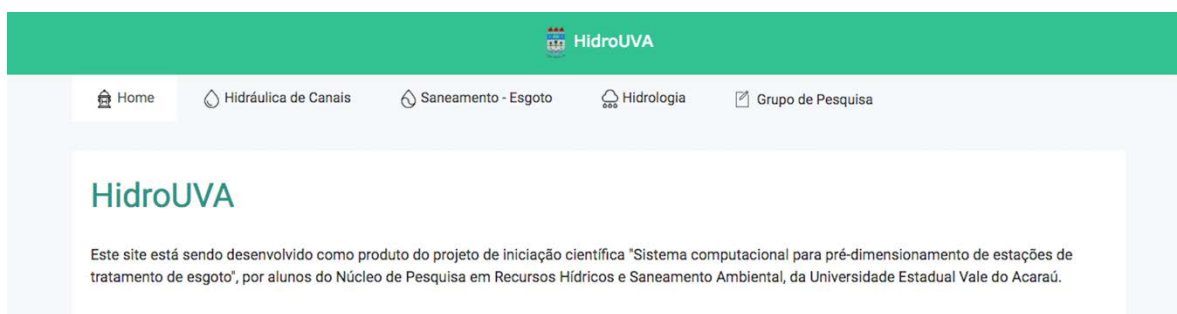 HidroUVA
Home Hidráulica de Canais Saneamento - Esgoto Hidrologia Grupo de Pesquisa
HidroUVA
Este site está sendo desenvolvido como produto do projeto de iniciação científica "Sistema computacional para pré-dimensionamento de estações de
tratamento de esgoto", por alunos do Núcleo de Pesquisa em Recursos Hídricos e Saneamento Ambiental, da Universidade Estadual Vale do Acaraú.